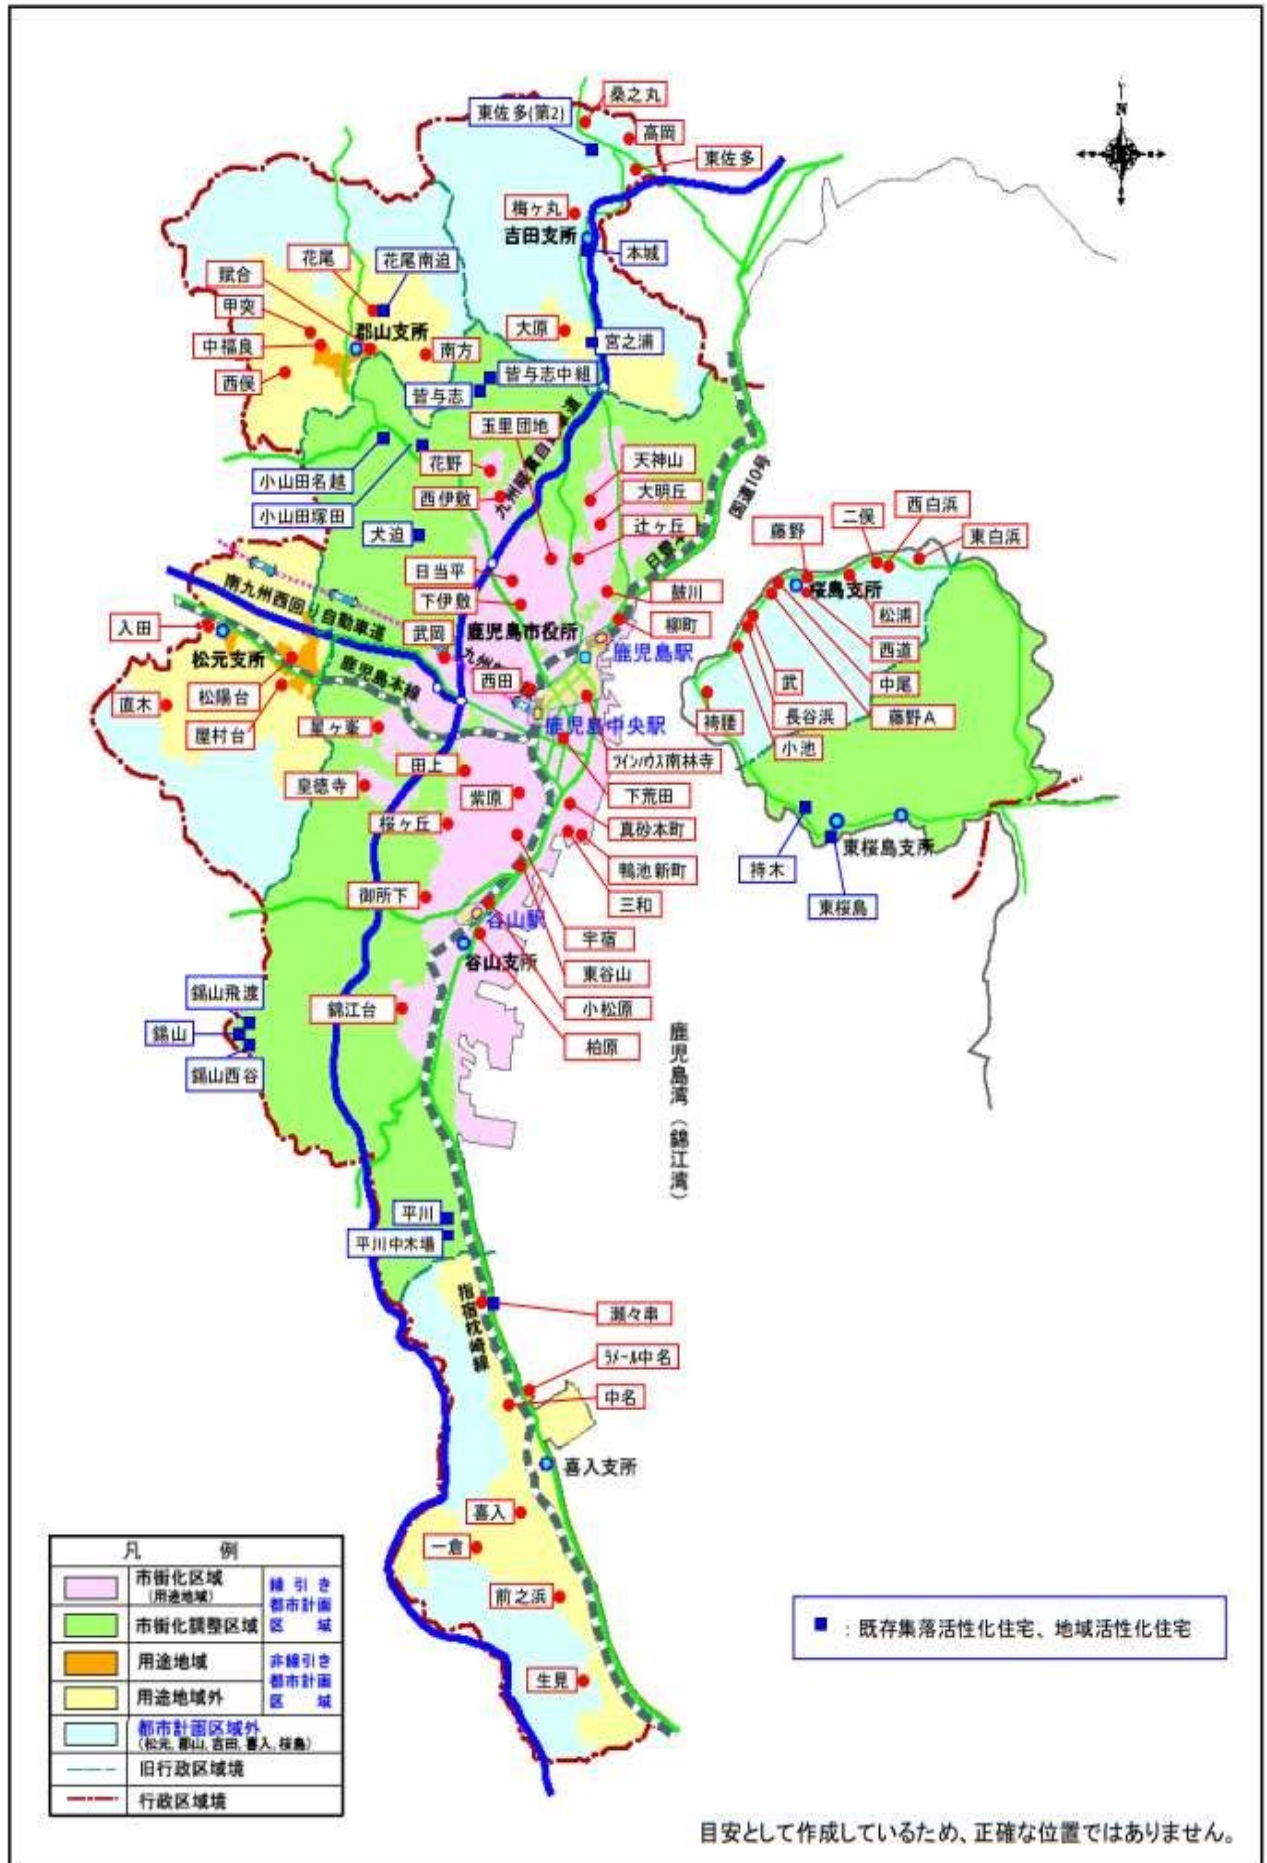 N
桑之丸
東佐多(第2)
高岡
東佐多
梅ヶ丸
吉田支所
本城
花尾
花尾南迫
賦合
甲突
郡山支所
大原
宮之浦
中福良
南方
西俣
皆与志中組
皆与志
玉里団地
九州縦貫自動車道
国道10号
小山田名越
花野
天神山
小山田塚田
西伊敷
大明丘
犬迫
辻ヶ丘
日豊本
日当平
下伊敷
鼓川
南九州西回り自動車道
入田
武岡
鹿児島市役所
柳町
鹿児島駅
松元支所
鹿児島本線
九州
西田
直木
松陽台
屋村台
鹿児島中央駅
星ヶ峯
ツインハウス南林寺
田上
下荒田
皇徳寺
紫原
桜ヶ丘
真砂本町
鴨池新町
三和
御所下
谷山駅
宇宿
谷山支所
東谷山
小松原
柏原
錦江台
錫山飛渡
錫山
錫山西谷
鹿児島湾(錦江湾)
藤野
二俣
西白浜
東白浜
桜島支所
松浦
西道
中尾
藤野A
武
長谷浜
小池
袴腰
持木
東桜島支所
東桜島
平川
平川中木場
指宿枕崎線
瀬々串
ラメール中名
中名
喜入支所
喜入
一倉
前之浜
生見
凡 例
市街化区域
(用途地域)
線引き
都市計画
区 域
市街化調整区域
用途地域
非線引き
都市計画
区 域
用途地域外
都市計画区域外
(松元, 郡山, 吉田, 喜入, 桜島)
旧行政区域境
行政区域境
■ :既存集落活性化住宅、地域活性化住宅
目安として作成しているため、正確な位置ではありません。